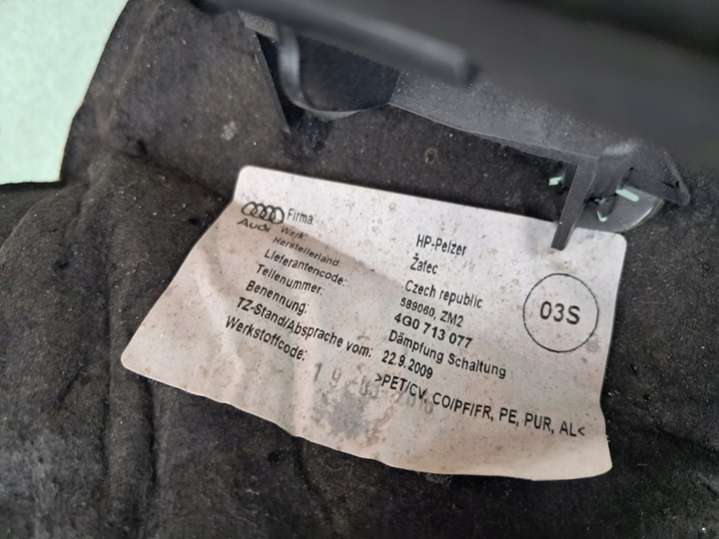 Audi
Firma HP-Pelzer
Werk: Žatec
Herstellerland: Czech republic
Lieferantencode: 589060, ZM2
Teilenummer: 4G0 713 077
Benennung: Dämpfung Schaltung
TZ-Stand/Absprache vom: 22.9.2009
Werkstoffcode: >PET/CV, CO/PF/FR, PE, PUR, AL<
03S